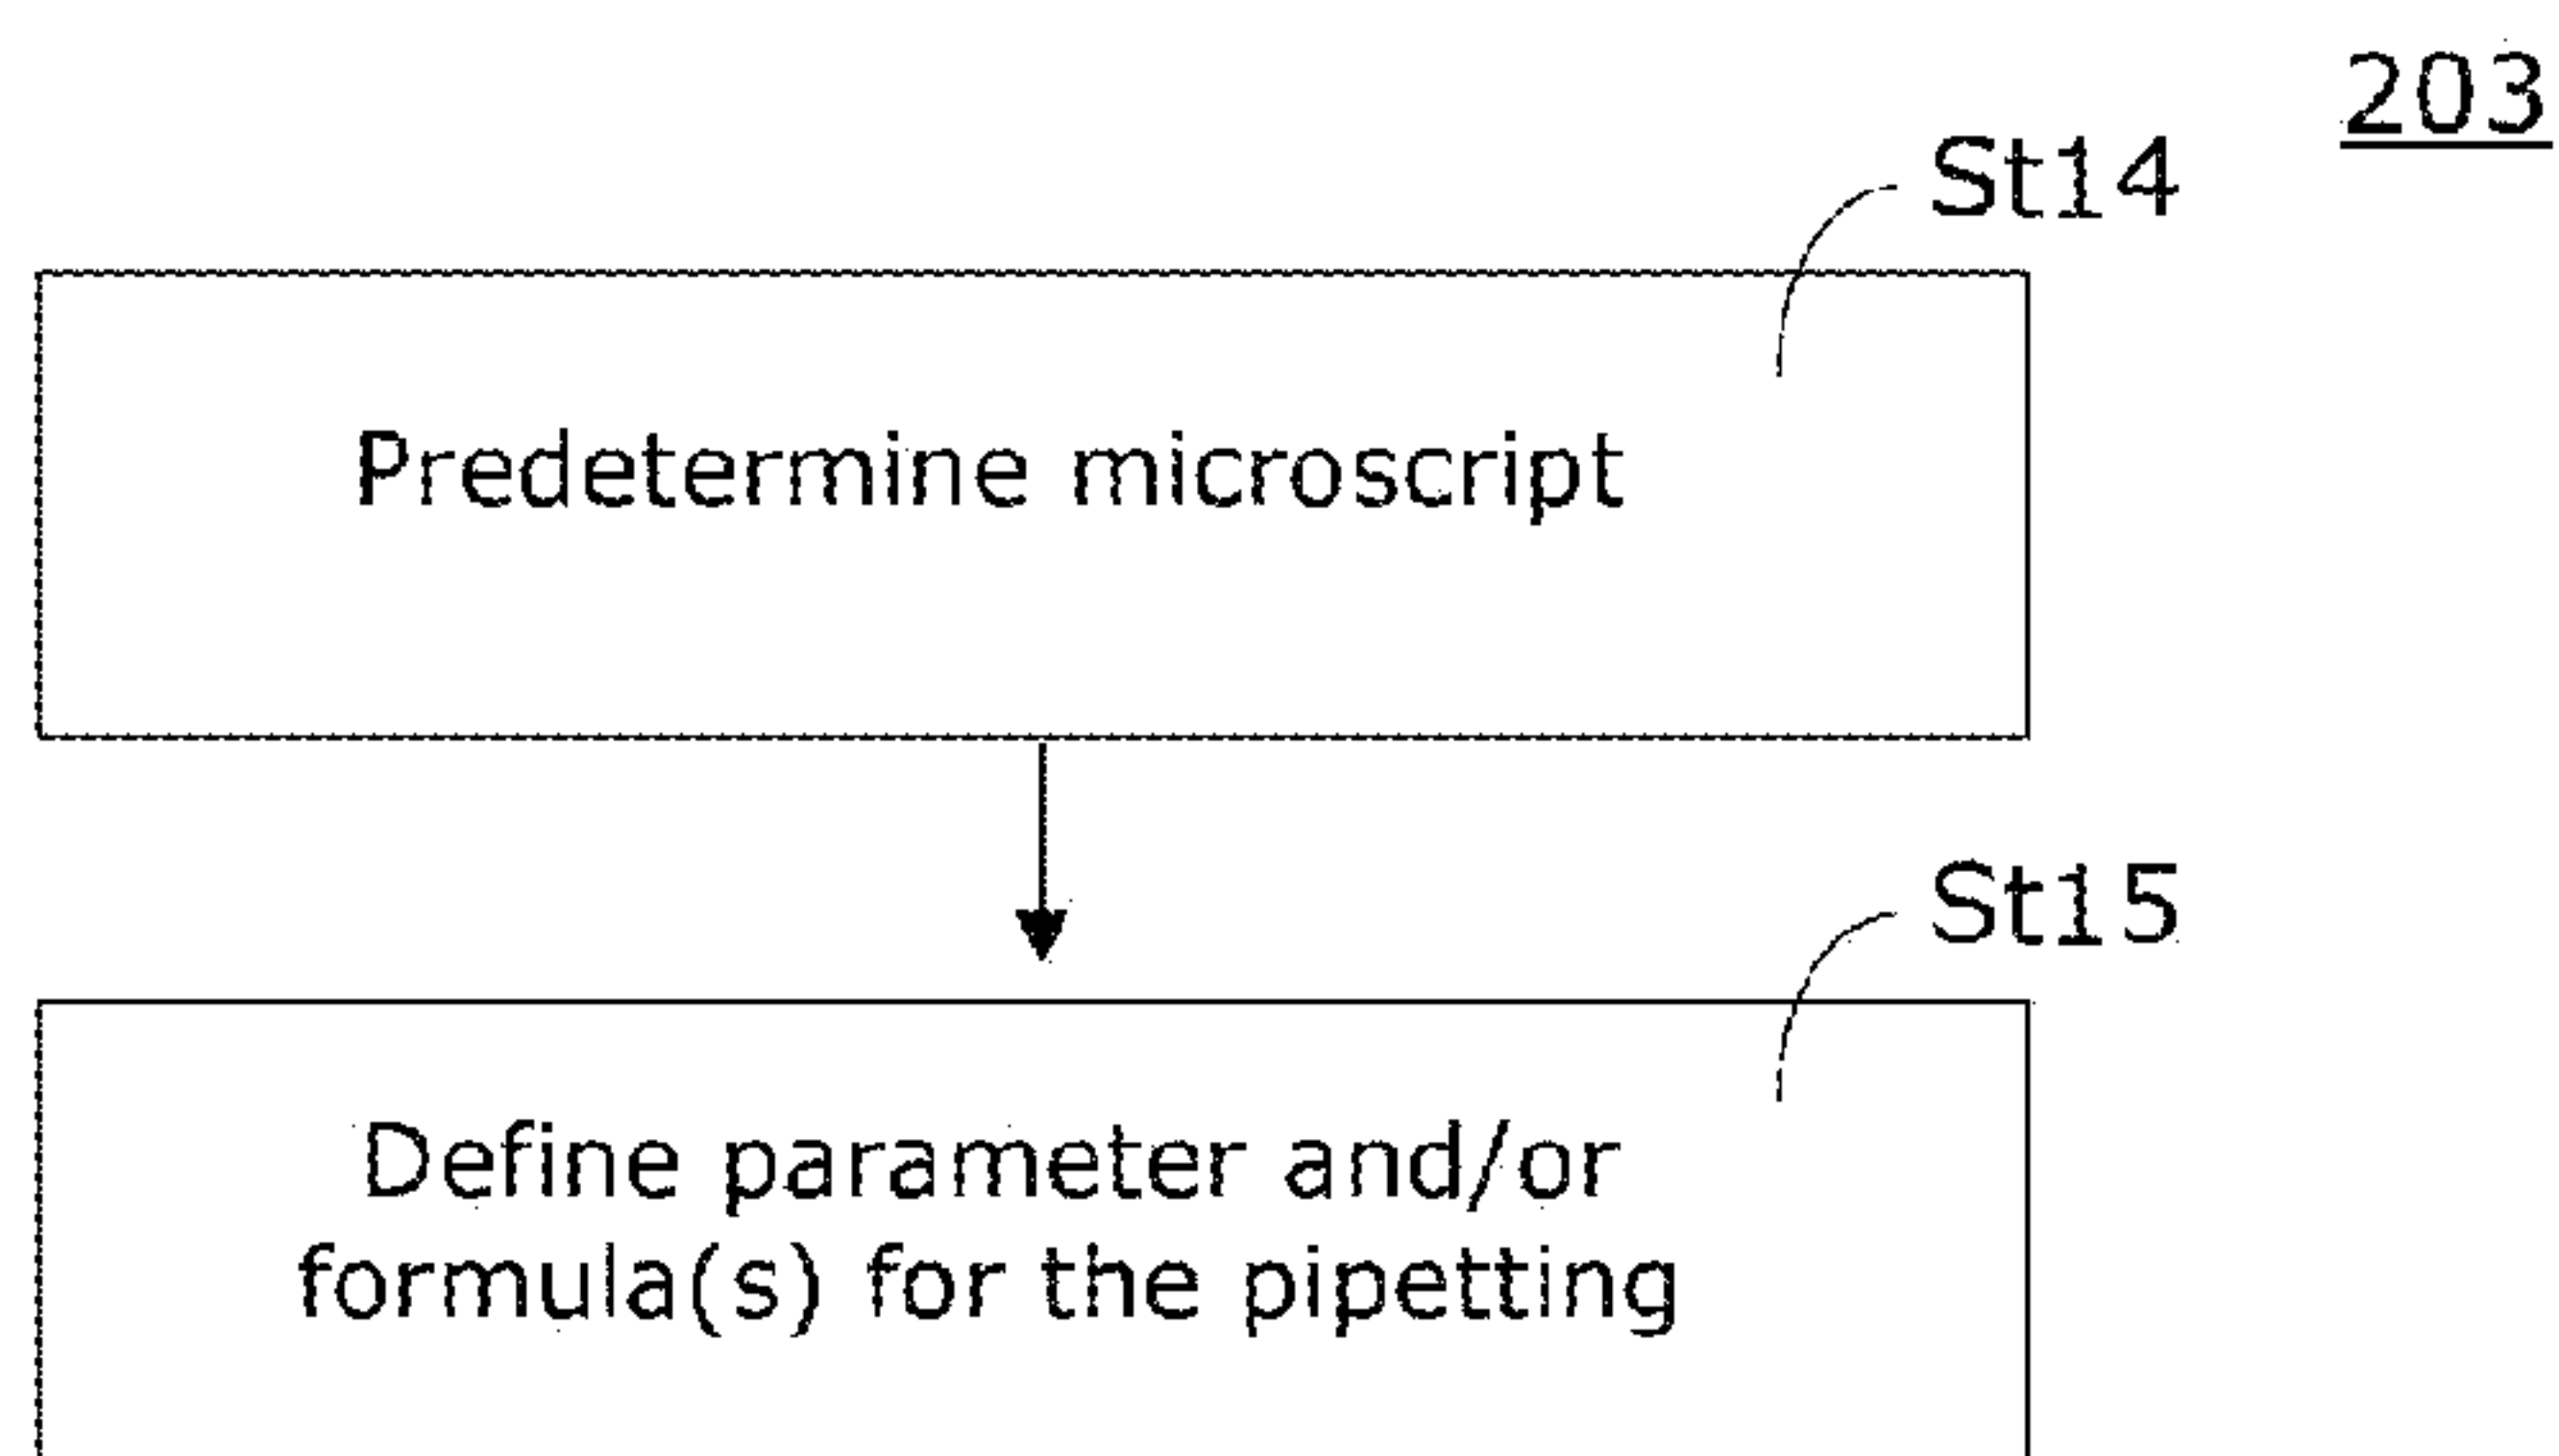 203
St14
Predetermine microscript
St15
Define parameter and/or
formula(s) for the pipetting